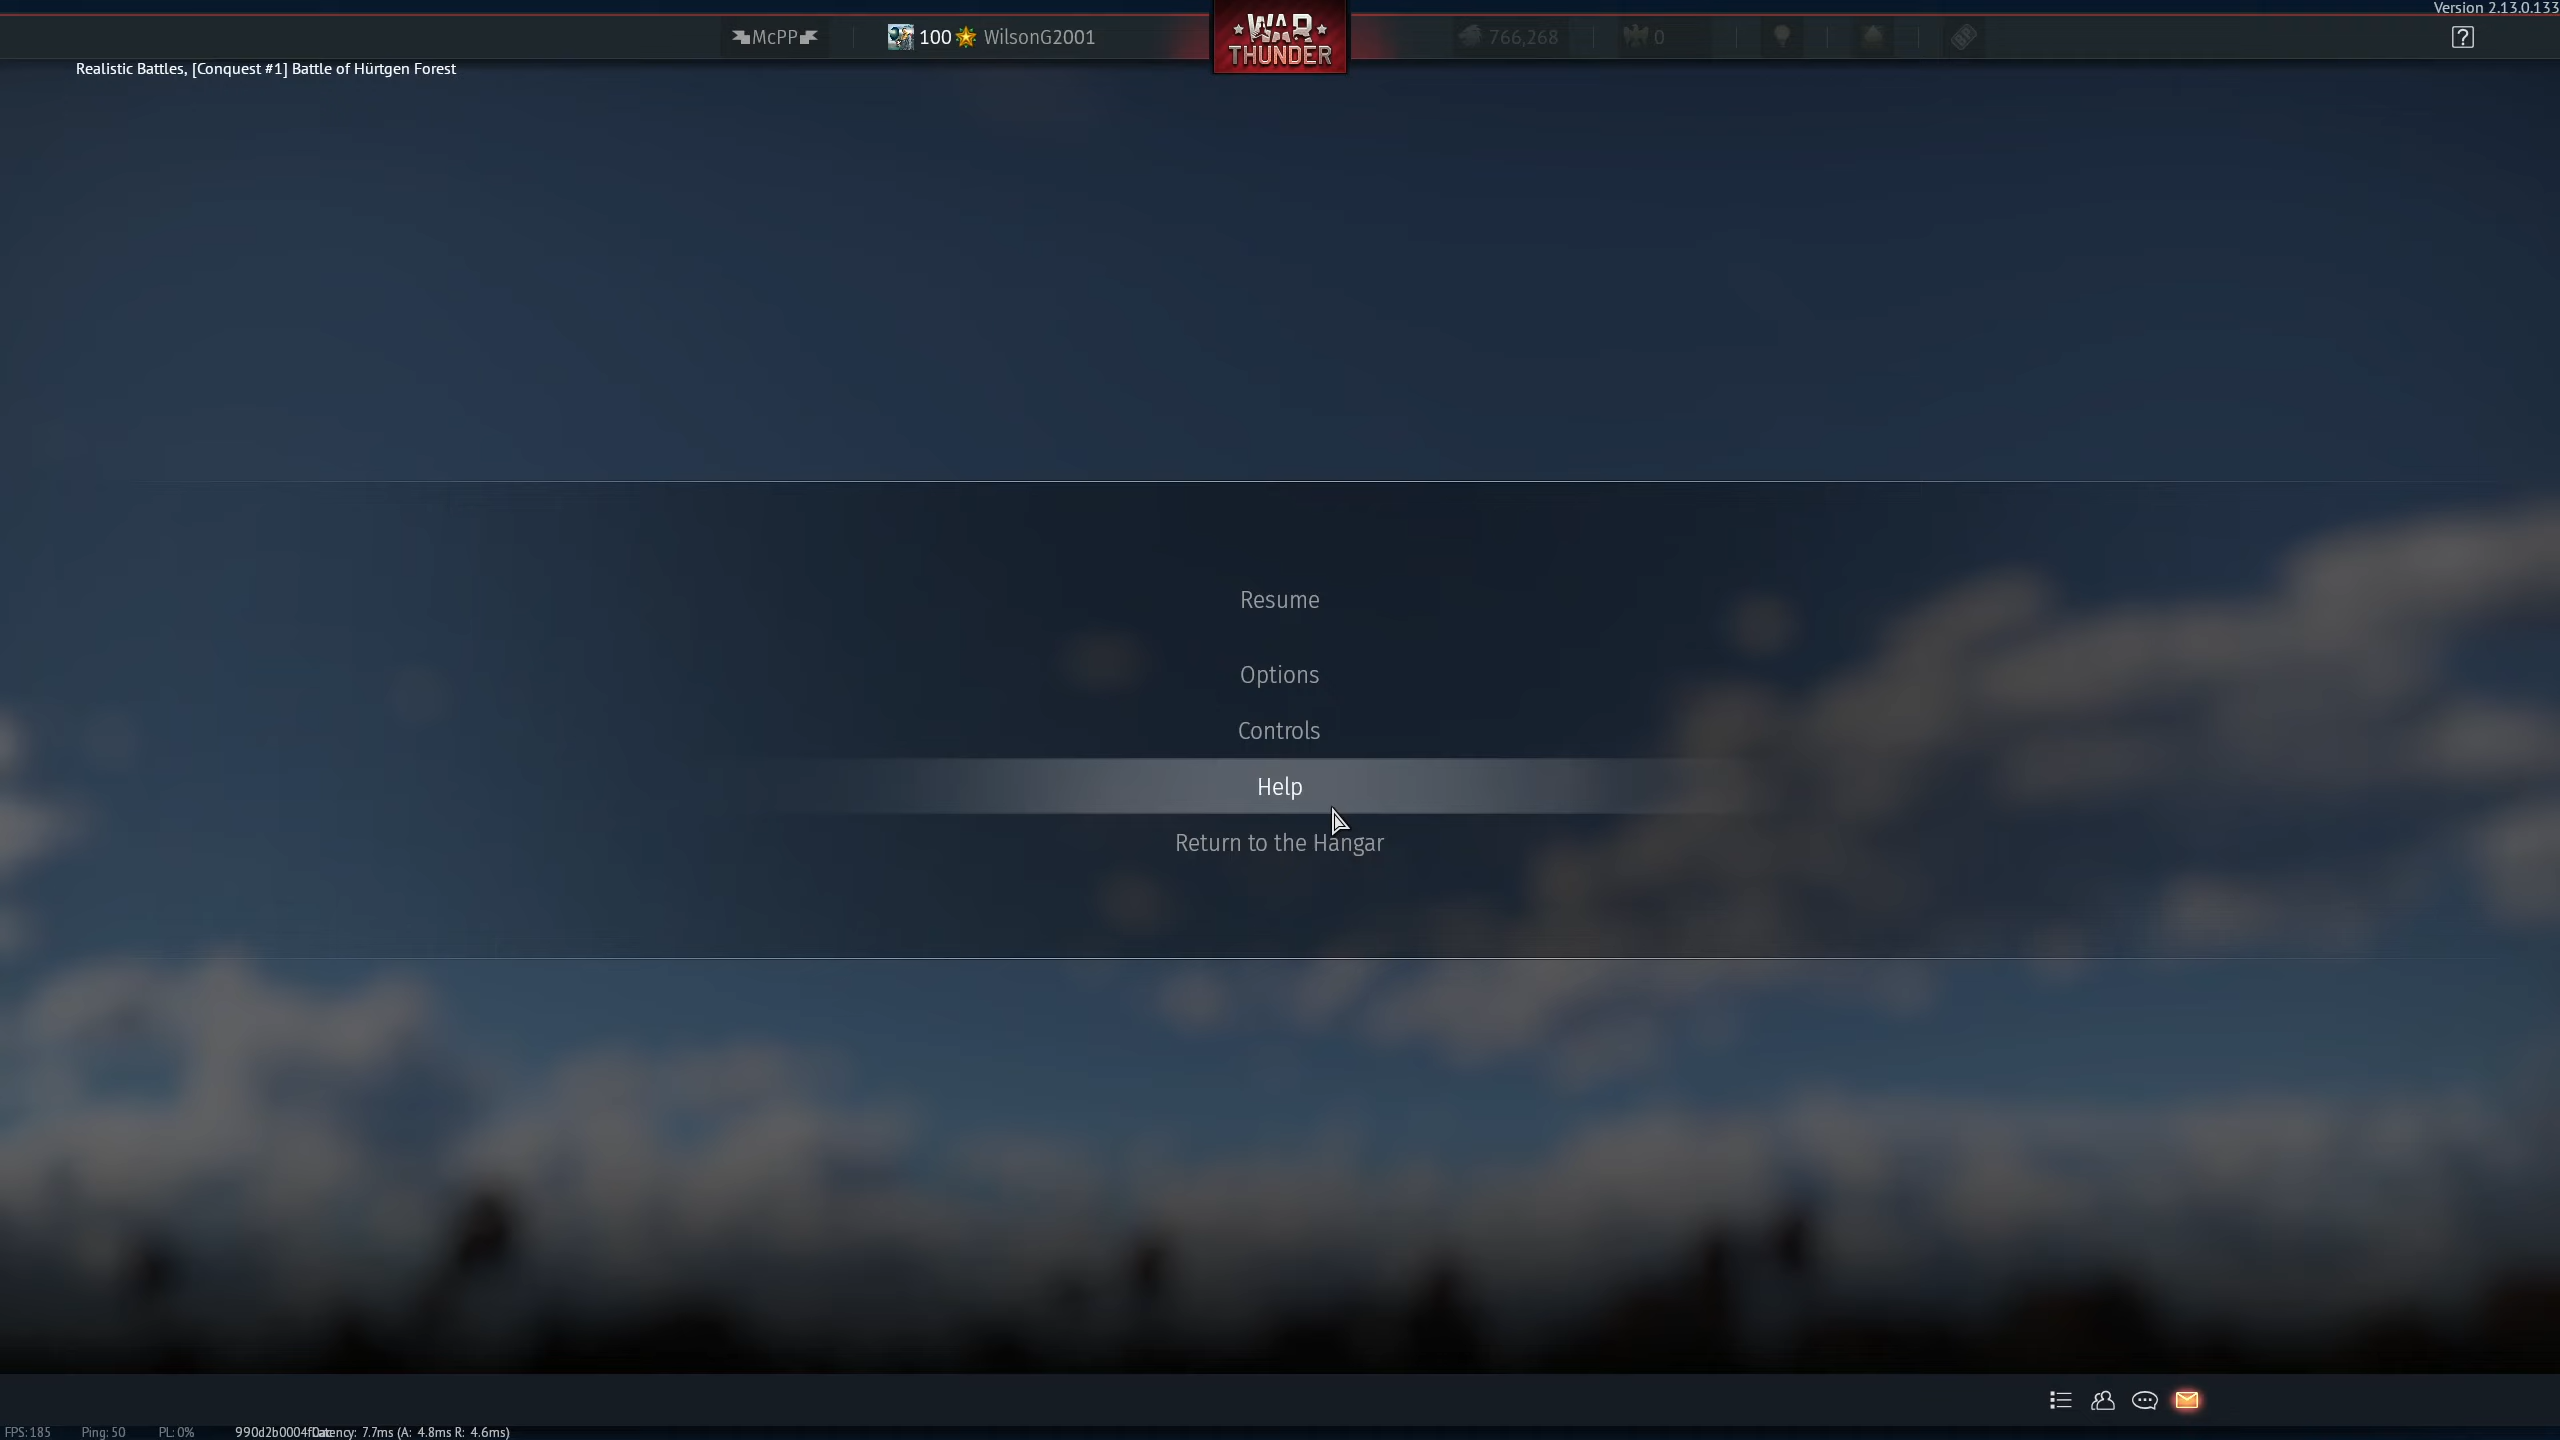 Version 2.13.0.133
McPP
100 WilsonG2001
WAR THUNDER
766,268
0
RP
?
Realistic Battles, [Conquest #1] Battle of Hürtgen Forest
Resume
Options
Controls
Help
Return to the Hangar
FPS:185 Ping: 50 PL: 0% Latency: 7.7ms (A: 4.8ms R: 4.6ms)